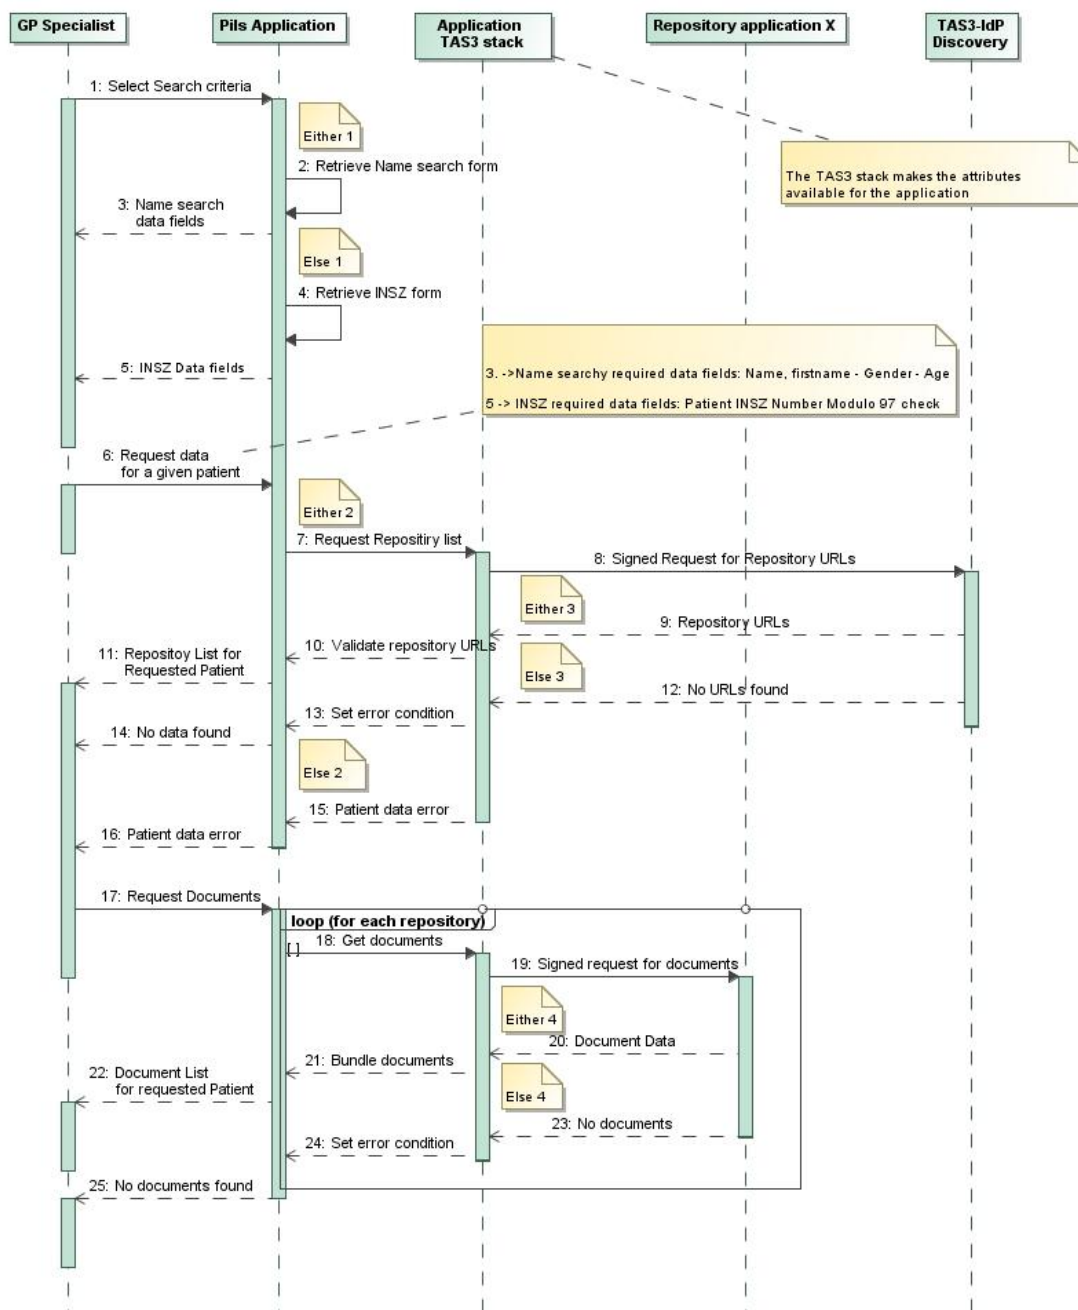 GP Specialist
Pils Application
Application
TAS3 stack
Repository application X
TAS3-IdP
Discovery
1: Select Search criteria
Either 1
The TAS3 stack makes the attributes
available for the application
2: Retrieve Name search form
3: Name search
data fields
Else 1
4: Retrieve INSZ form
5: INSZ Data fields
3. ->Name searchy required data fields: Name, firstname - Gender - Age
5 -> INSZ required data fields: Patient INSZ Number Modulo 97 check
6: Request data
for a given patient
Either 2
7: Request Repositiry list
8: Signed Request for Repository URLs
Either 3
9: Repository URLs
10: Validate repository URLs
11: Repositoy List for
Requested Patient
Else 3
12: No URLs found
13: Set error condition
14: No data found
Else 2
15: Patient data error
16: Patient data error
17: Request Documents
loop (for each repository)
[ ]
18: Get documents
19: Signed request for documents
Either 4
20: Document Data
21: Bundle documents
22: Document List
for requested Patient
Else 4
23: No documents
24: Set error condition
25: No documents found